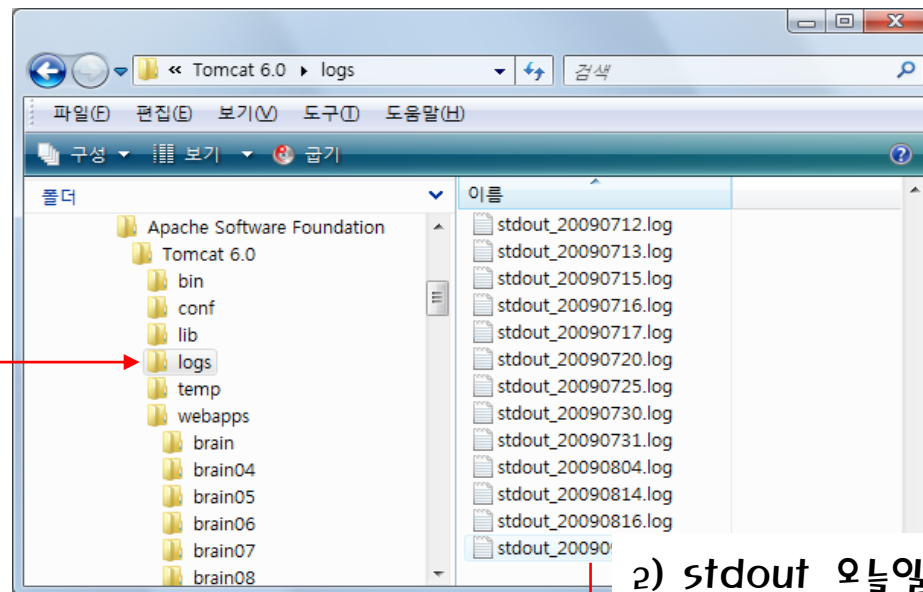 « Tomcat 6.0 ▸ logs
검색
파일(F) 편집(E) 보기(V) 도구(T) 도움말(H)
구성 보기 굽기
폴더
Apache Software Foundation
Tomcat 6.0
bin
conf
lib
logs
temp
webapps
brain
brain04
brain05
brain06
brain07
brain08
이름
stdout_20090712.log
stdout_20090713.log
stdout_20090715.log
stdout_20090716.log
stdout_20090717.log
stdout_20090720.log
stdout_20090725.log
stdout_20090730.log
stdout_20090731.log
stdout_20090804.log
stdout_20090814.log
stdout_20090816.log
2) stdout